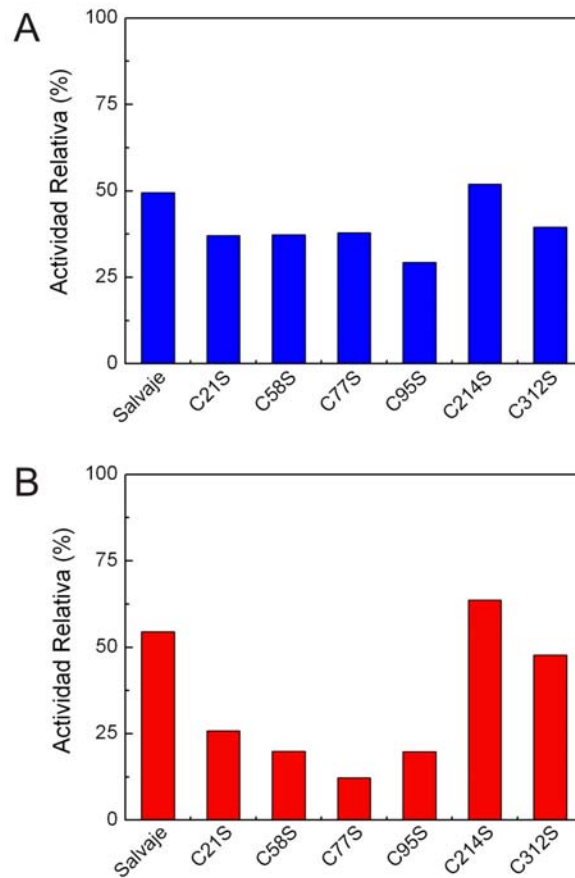 A
Actividad Relativa (%)
100
75
50
25
0
Salvaje
C21S
C58S
C77S
C95S
C214S
C312S
B
Actividad Relativa (%)
100
75
50
25
0
Salvaje
C21S
C58S
C77S
C95S
C214S
C312S